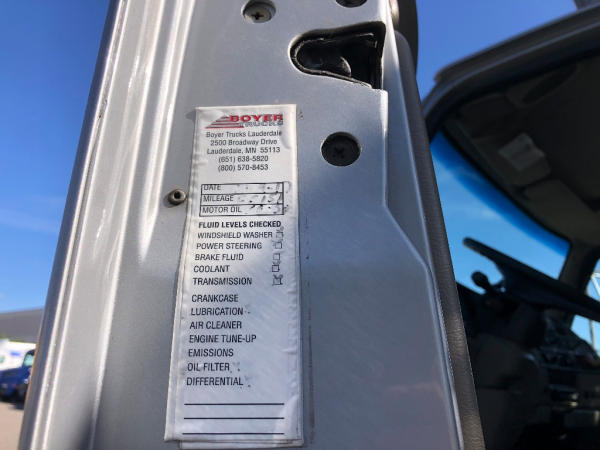 BOYER
TRUCKS
Boyer Trucks Lauderdale
2500 Broadway Drive
Lauderdale, MN 55113
(651) 638-5820
(800) 570-8453
DATE
MILEAGE
MOTOR OIL
FLUID LEVELS CHECKED
WINDSHIELD WASHER
POWER STEERING
BRAKE FLUID
COOLANT
TRANSMISSION
CRANKCASE
LUBRICATION
AIR CLEANER
ENGINE TUNE-UP
EMISSIONS
OIL FILTER
DIFFERENTIAL